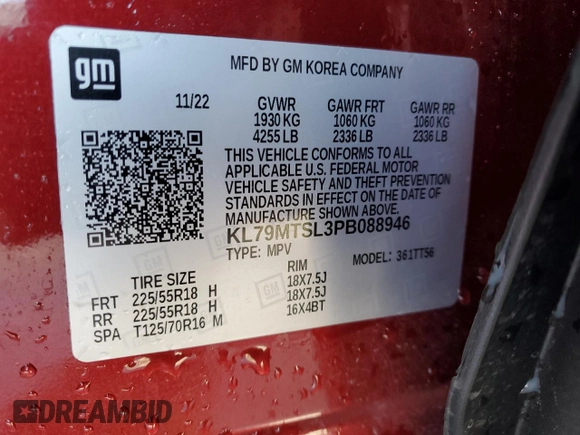 gm
MFD BY GM KOREA COMPANY
11/22 GVWR GAWR FRT GAWR RR
1930 KG 1060 KG 1060 KG
4255 LB 2336 LB 2336 LB
THIS VEHICLE CONFORMS TO ALL
APPLICABLE U.S. FEDERAL MOTOR
VEHICLE SAFETY AND THEFT PREVENTION
STANDARDS IN EFFECT ON THE DATE OF
MANUFACTURE SHOWN ABOVE.
KL79MTSL3PB088946
TYPE: MPV MODEL: 361TT56
TIRE SIZE RIM
FRT 225/55R18 H 18X7.5J
RR 225/55R18 H 18X7.5J
SPA T125/70R16 M 16X4BT
DREAMBID